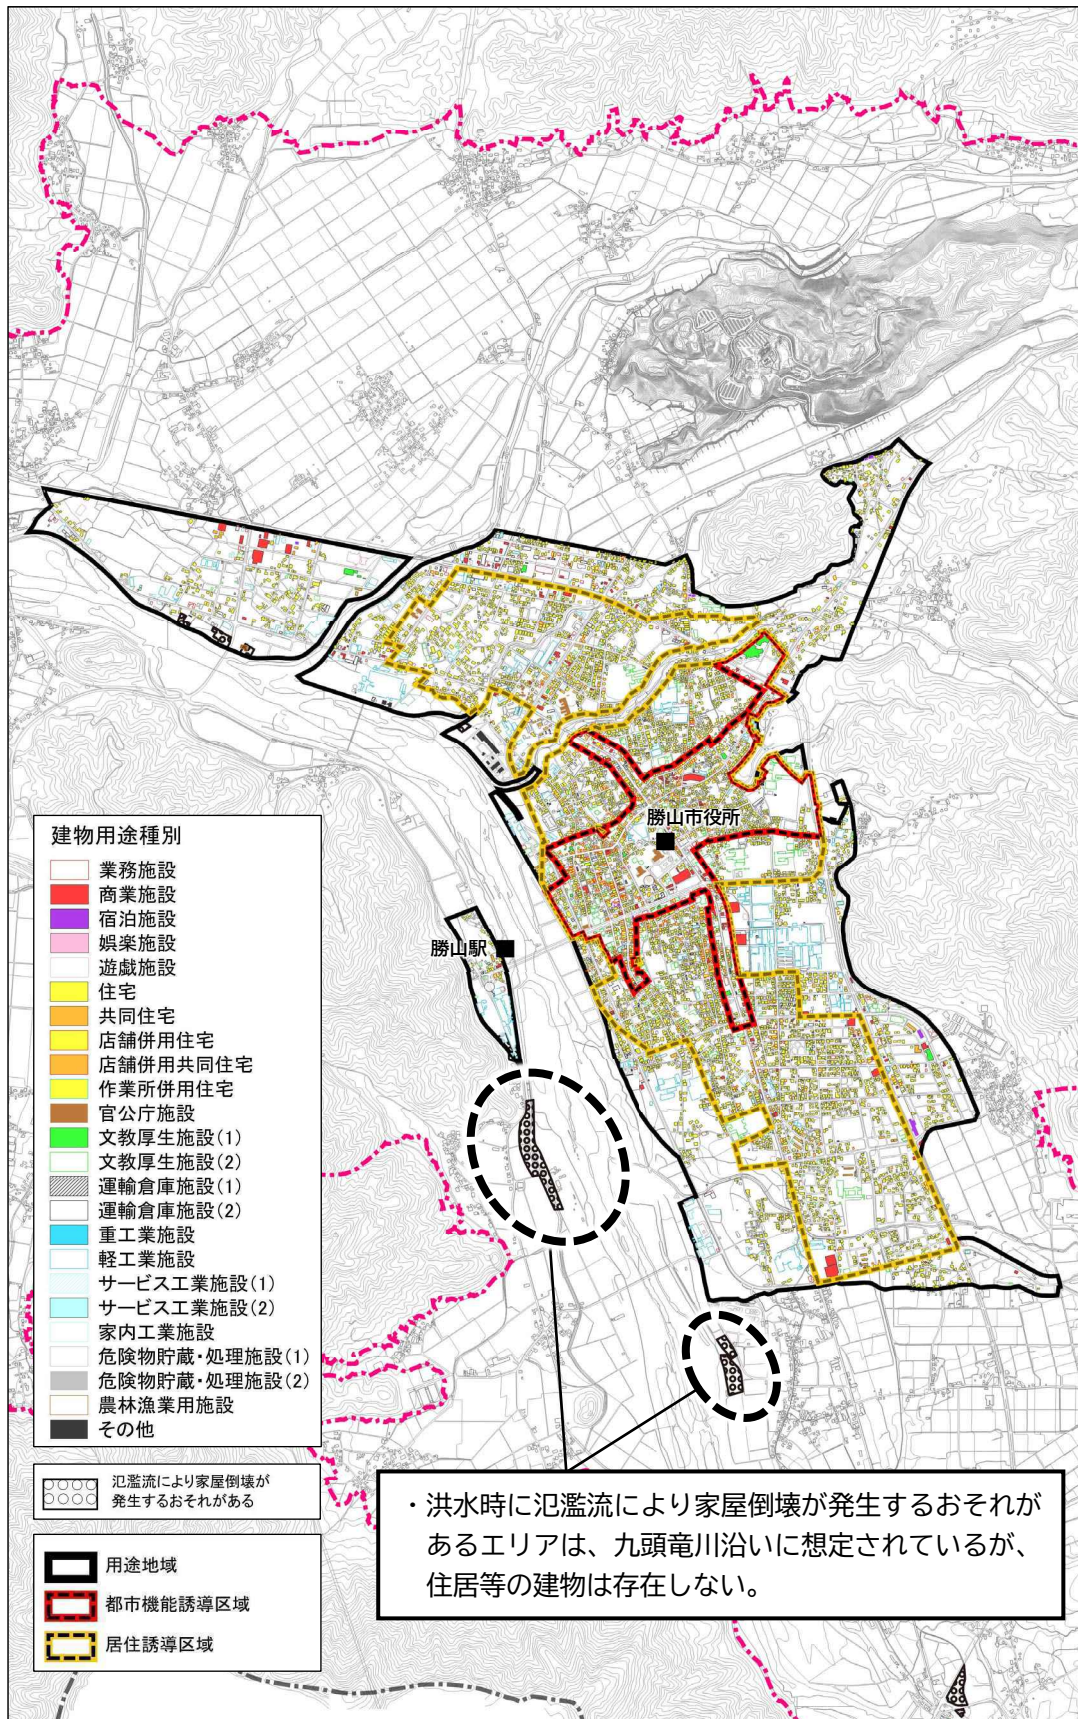 勝山市役所
勝山駅
建物用途種別
業務施設
商業施設
宿泊施設
娯楽施設
遊戯施設
住宅
共同住宅
店舗併用住宅
店舗併用共同住宅
作業所併用住宅
官公庁施設
文教厚生施設(1)
文教厚生施設(2)
運輸倉庫施設(1)
運輸倉庫施設(2)
重工業施設
軽工業施設
サービス工業施設(1)
サービス工業施設(2)
家内工業施設
危険物貯蔵・処理施設(1)
危険物貯蔵・処理施設(2)
農林漁業用施設
その他
氾濫流により家屋倒壊が
発生するおそれがある
用途地域
都市機能誘導区域
居住誘導区域
・洪水時に氾濫流により家屋倒壊が発生するおそれが
あるエリアは、九頭竜川沿いに想定されているが、
住居等の建物は存在しない。